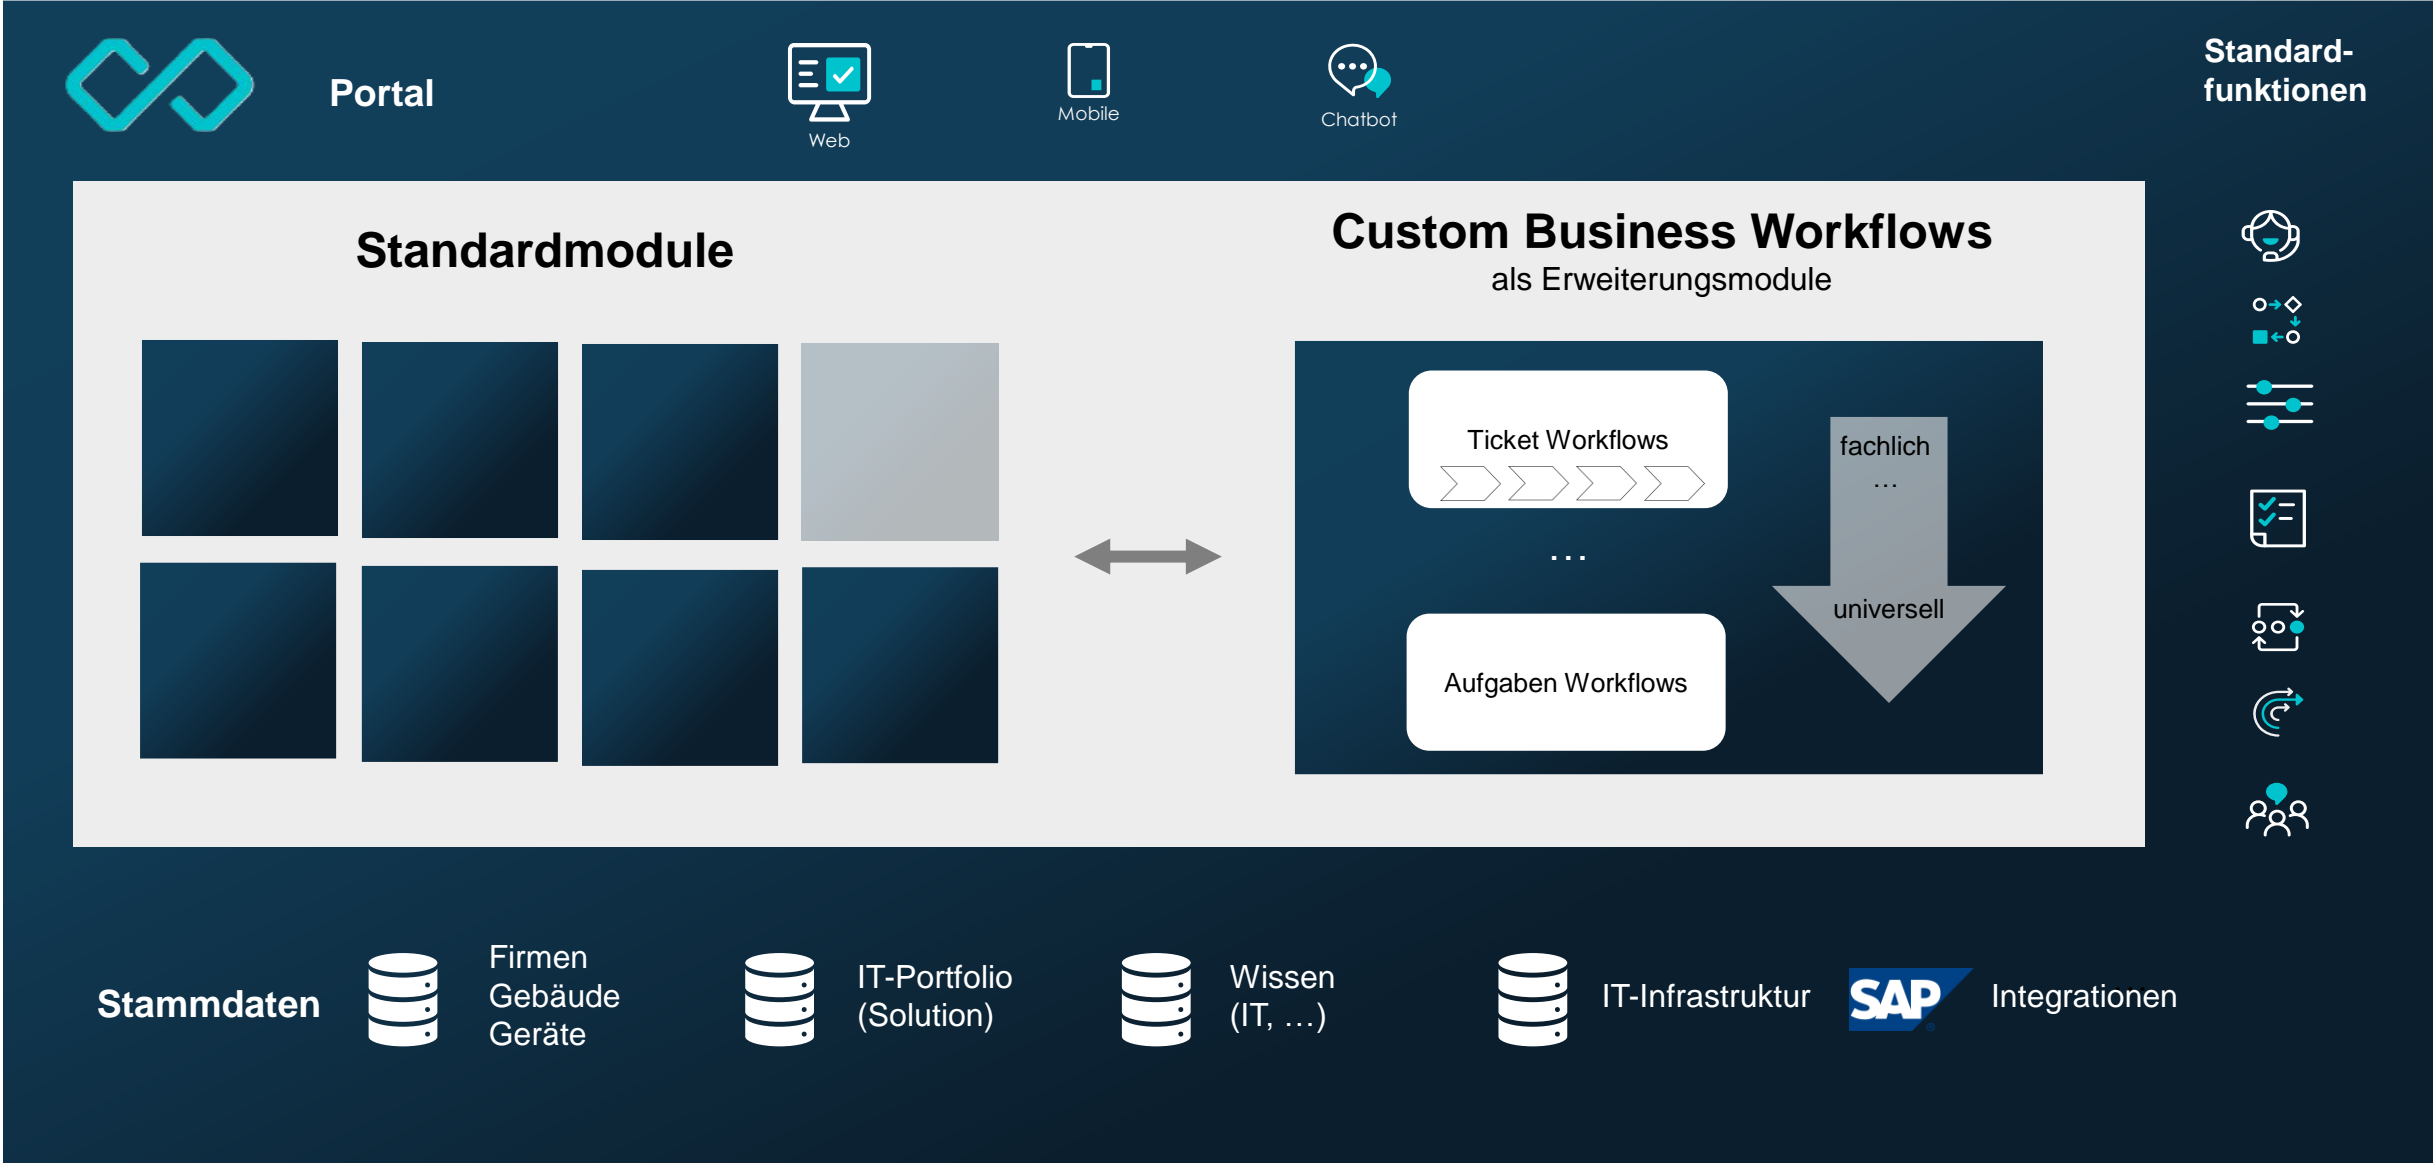 Portal
Web
Mobile
Chatbot
Standard-
funktionen
Standardmodule
Custom Business Workflows
als Erweiterungsmodule
Ticket Workflows
…
Aufgaben Workflows
fachlich
…
universell
Stammdaten
Firmen
Gebäude
Geräte
IT-Portfolio
(Solution)
Wissen
(IT, …)
IT-Infrastruktur
SAP
®
Integrationen